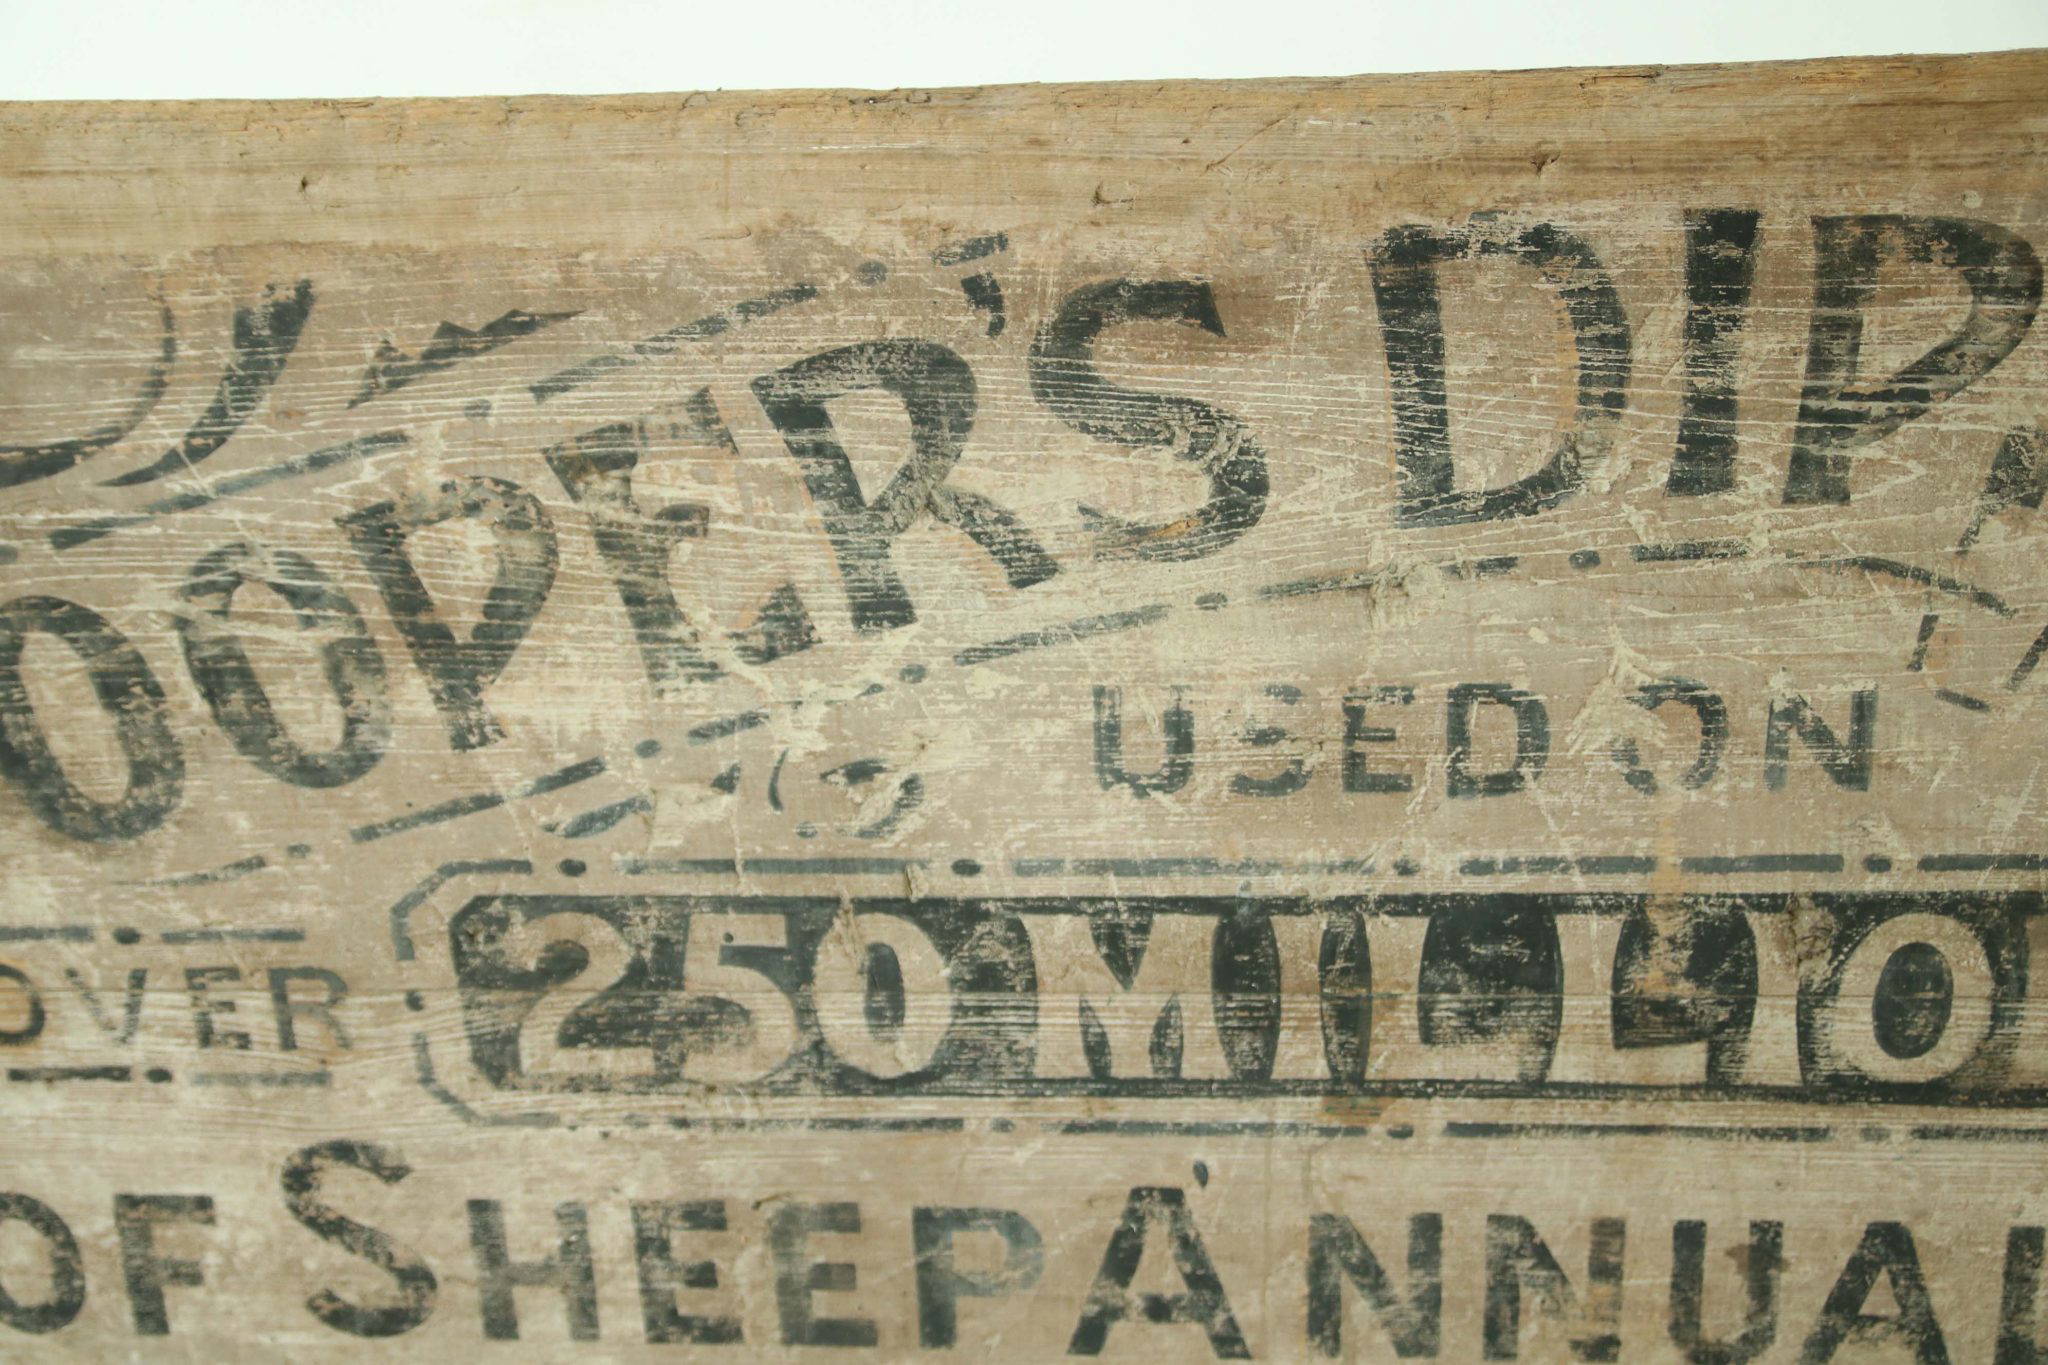 OOPER'S DIP
USED ON
OVER 250 MILLIO
OF SHEEP ANNUAL